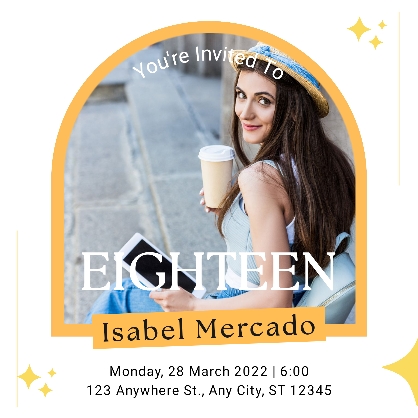 You're Invited To
EIGHTEEN
Isabel Mercado
Monday, 28 March 2022 | 6:00
123 Anywhere St., Any City, ST 12345